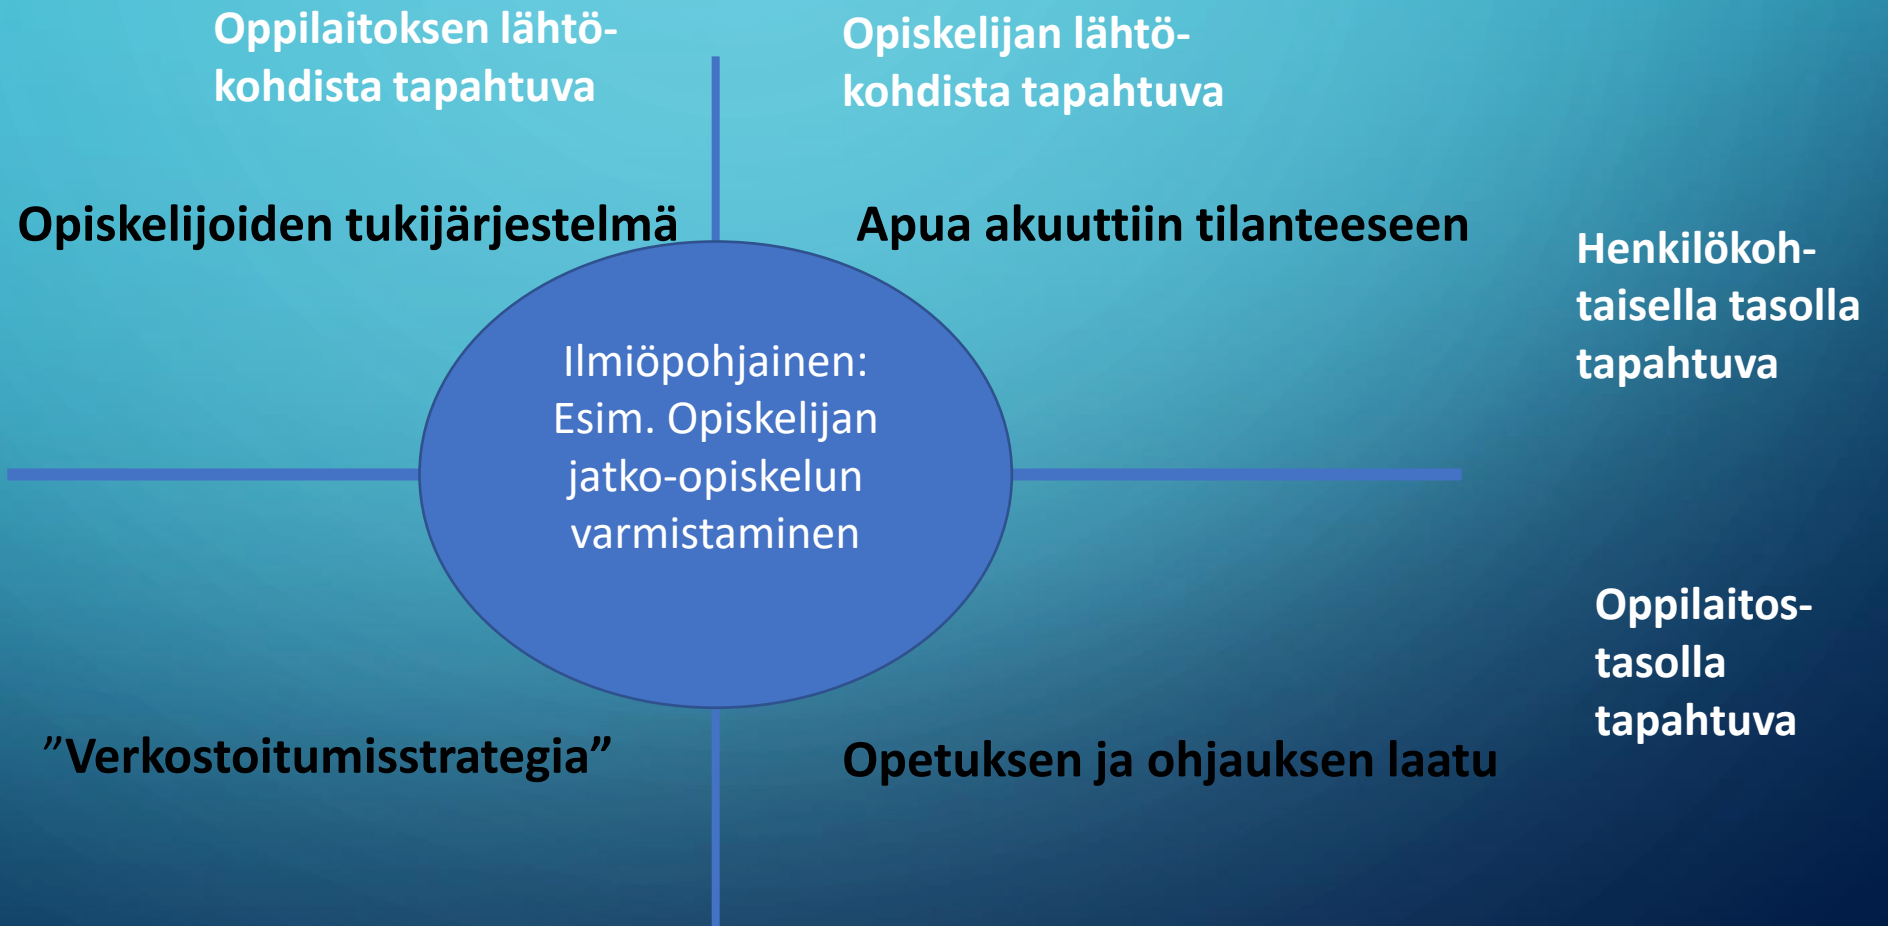 Oppilaitoksen lähtö-
kohdista tapahtuva
Opiskelijan lähtö-
kohdista tapahtuva
Opiskelijoiden tukijärjestelmä
Apua akuuttiin tilanteeseen
Henkilökoh-
taisella tasolla
tapahtuva
Ilmiöpohjainen:
Esim. Opiskelijan
jatko-opiskelun
varmistaminen
Oppilaitos-
tasolla
tapahtuva
”Verkostoitumisstrategia”
Opetuksen ja ohjauksen laatu